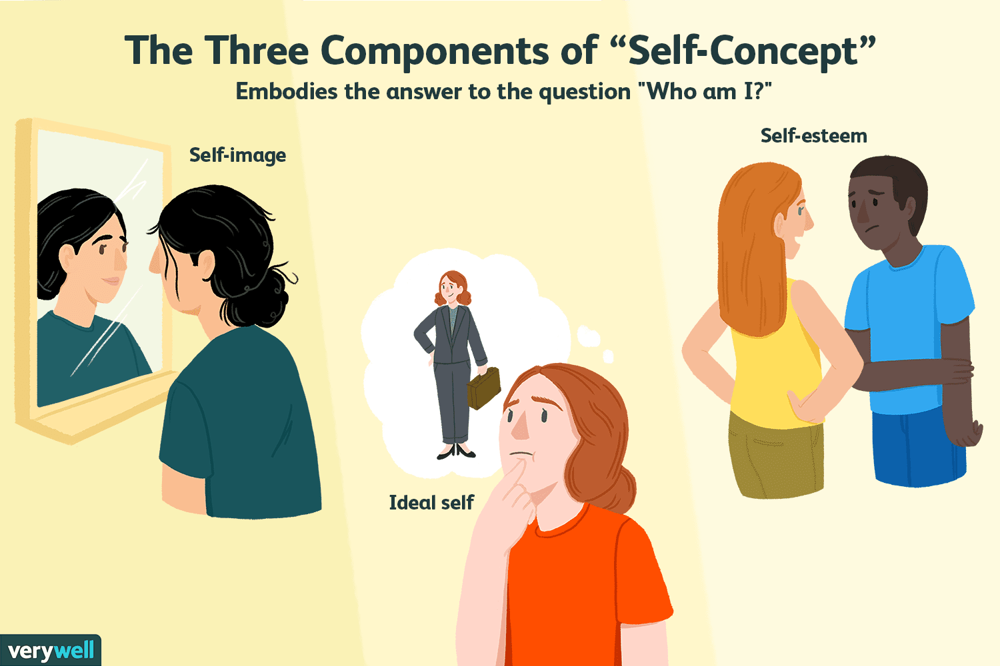 The Three Components of “Self-Concept”
Embodies the answer to the question "Who am I?"
Self-image
Self-esteem
Ideal self
verywell